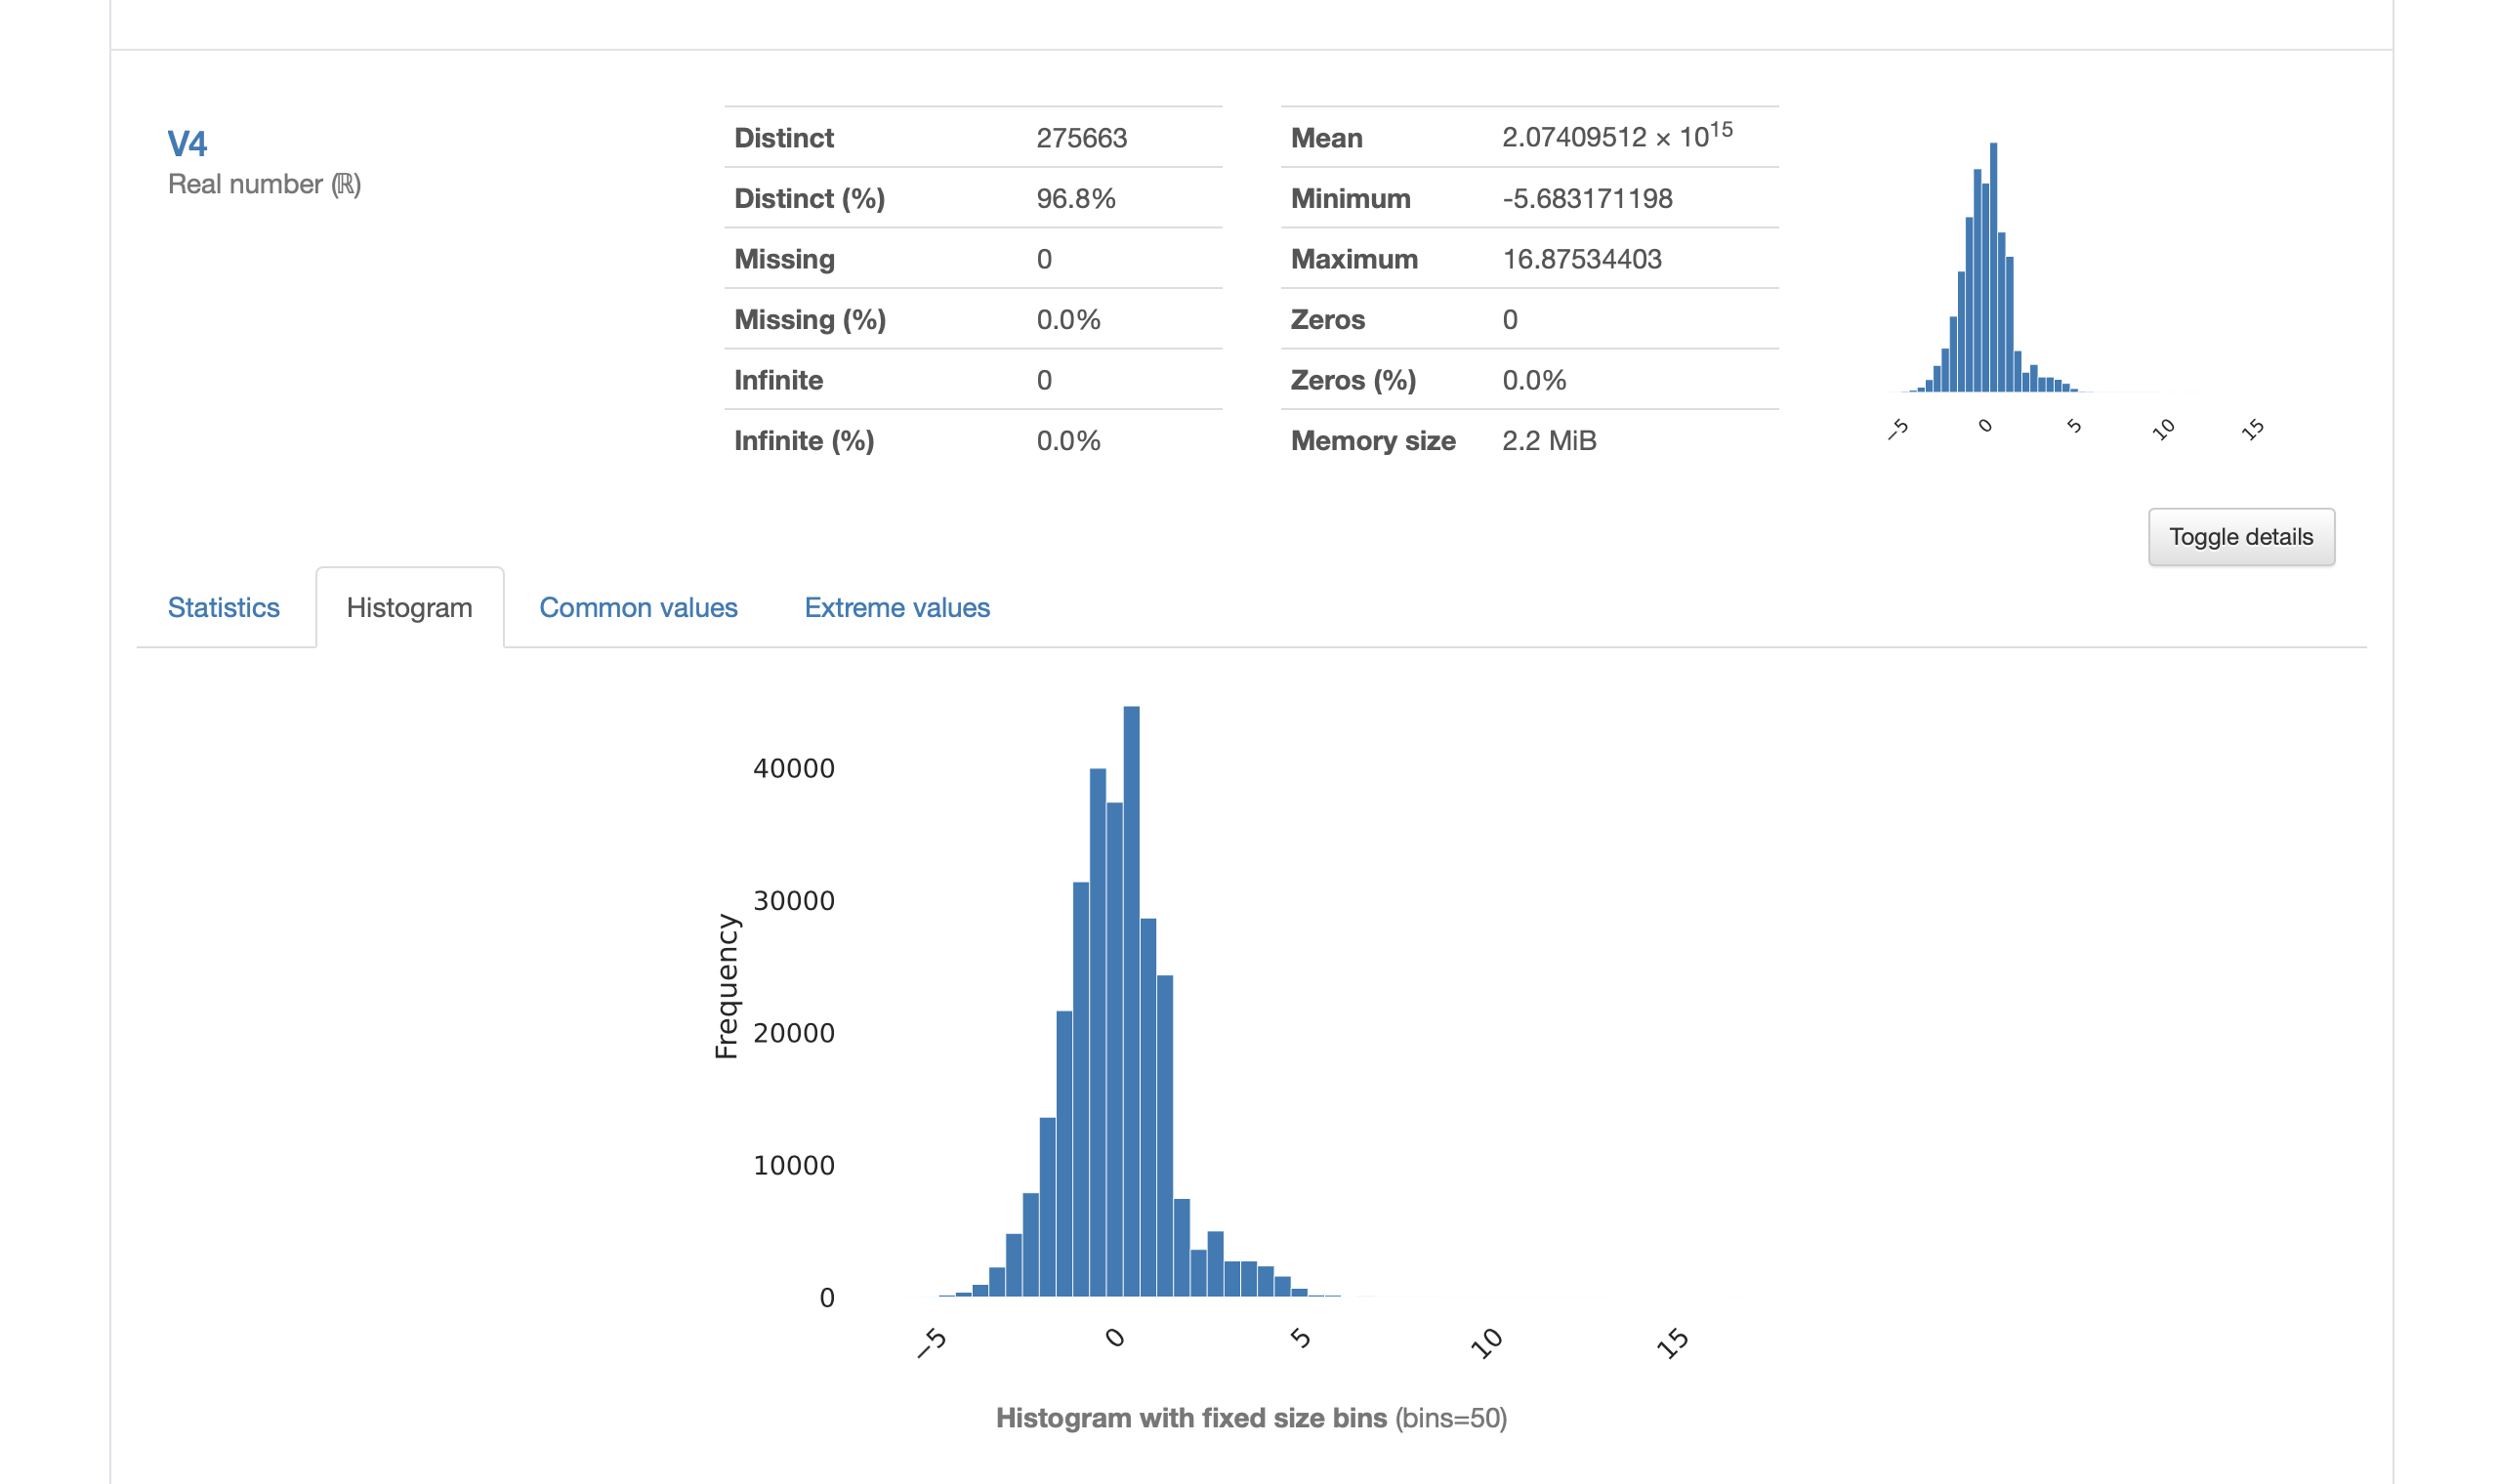 V4
Real number (ℝ)
Distinct 275663
Distinct (%) 96.8%
Missing 0
Missing (%) 0.0%
Infinite 0
Infinite (%) 0.0%
Mean 2.07409512 × 10¹⁵
Minimum -5.683171198
Maximum 16.87534403
Zeros 0
Zeros (%) 0.0%
Memory size 2.2 MiB
−5 0 5 10 15
Toggle details
Statistics Histogram Common values Extreme values
Frequency
40000
30000
20000
10000
0
−5 0 5 10 15
Histogram with fixed size bins (bins=50)